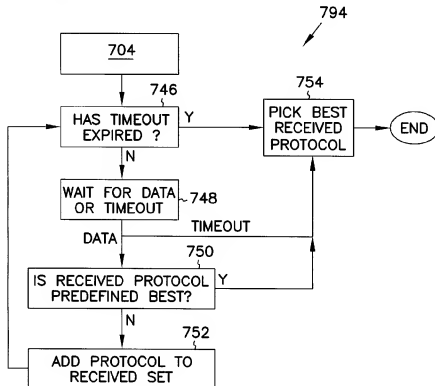 794
704
746
754
HAS TIMEOUT
EXPIRED ?
Y
PICK BEST
RECEIVED
PROTOCOL
END
N
WAIT FOR DATA
OR TIMEOUT
748
DATA
TIMEOUT
750
IS RECEIVED PROTOCOL
PREDEFINED BEST?
Y
N
752
ADD PROTOCOL TO
RECEIVED SET